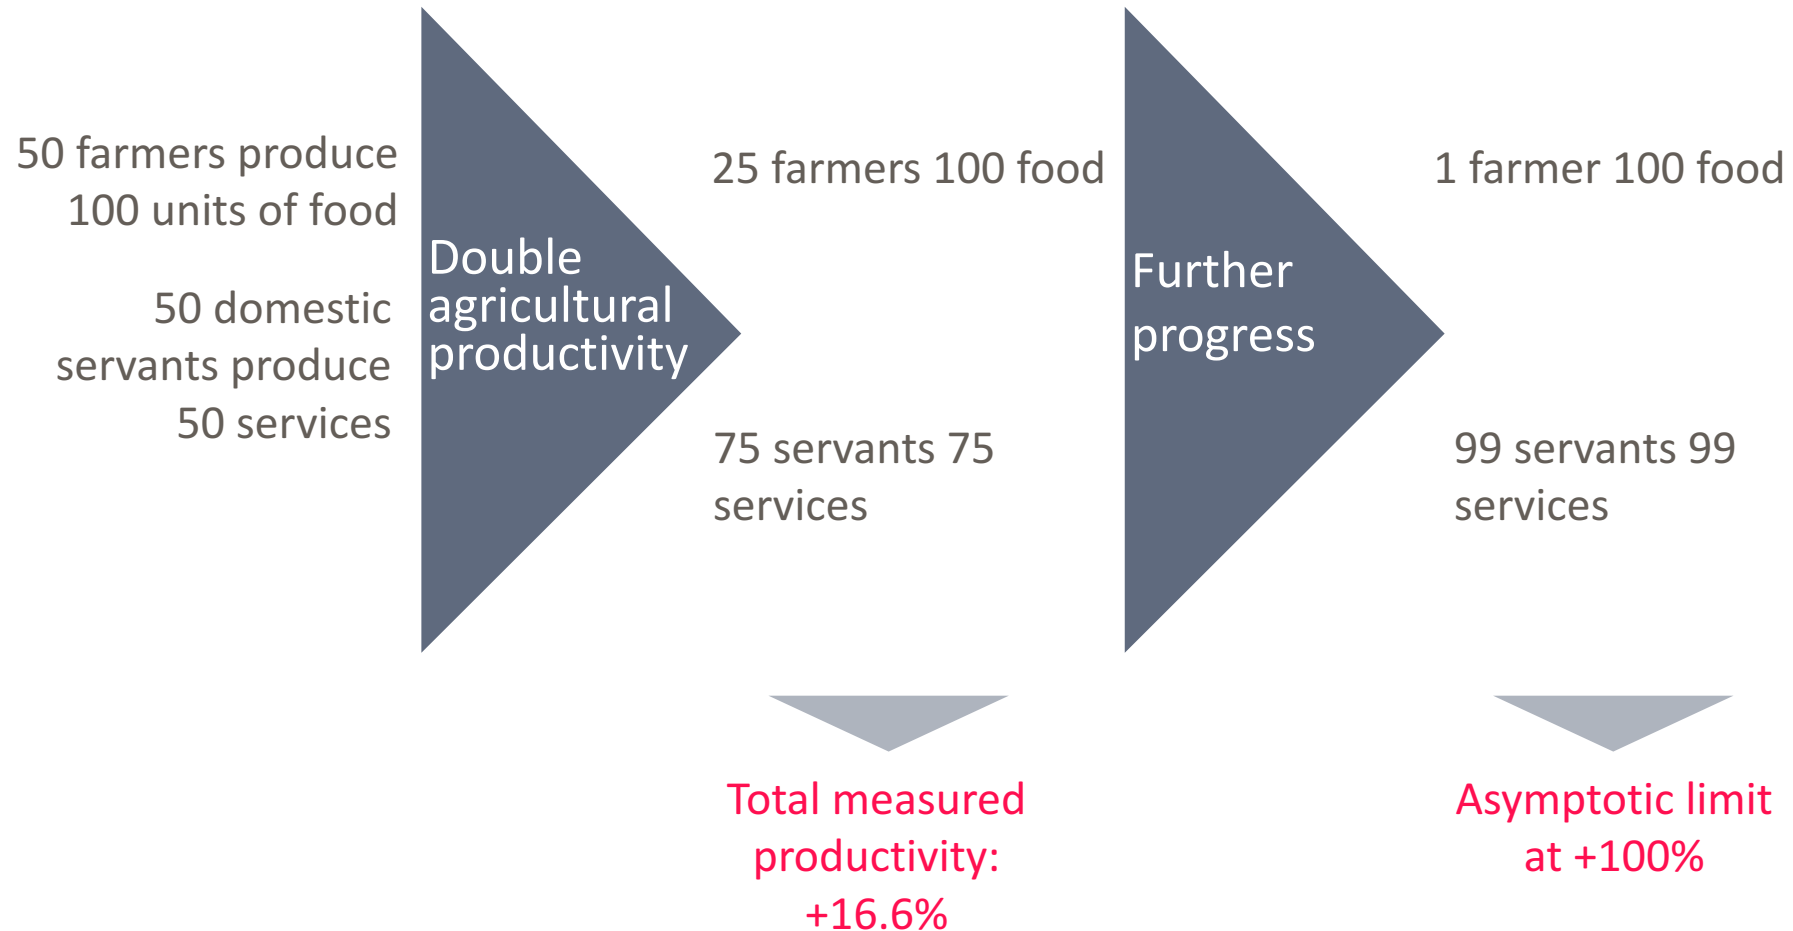 50 farmers produce
100 units of food
50 domestic
servants produce
50 services
Double
agricultural
productivity
25 farmers 100 food
75 servants 75
services
Further
progress
1 farmer 100 food
99 servants 99
services
Total measured
productivity:
+16.6%
Asymptotic limit
at +100%